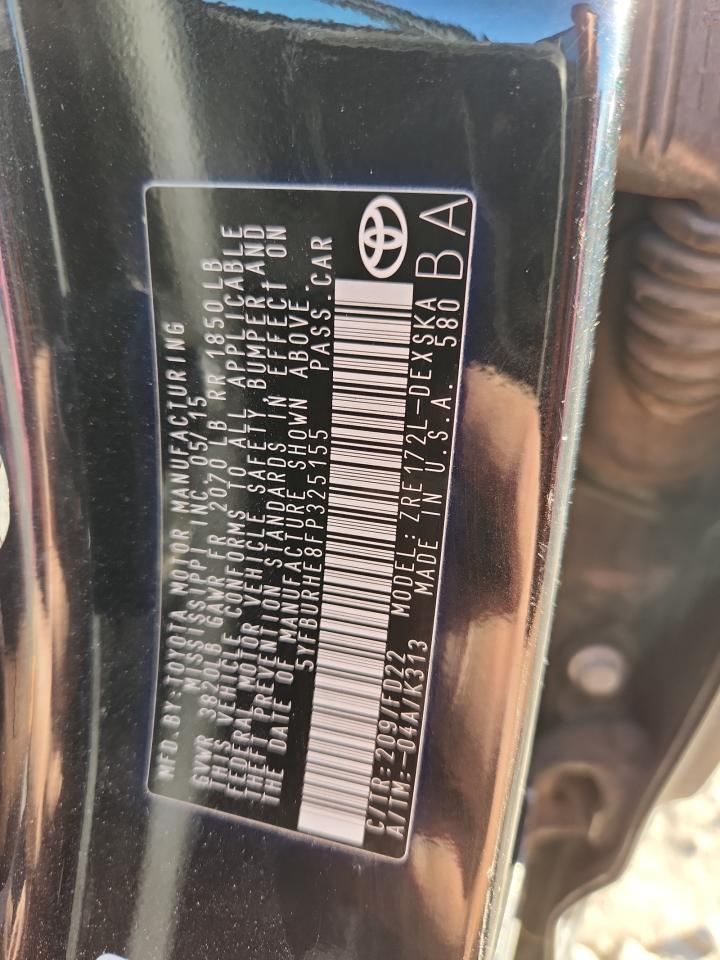 MFD.BY:TOYOTA MOTOR MANUFACTURING
MISSISSIPPI INC 05/15
GVWR 3820LB GAWR FR 2070 LB RR 1850 LB
THIS VEHICLE CONFORMS TO ALL APPLICABLE
FEDERAL MOTOR VEHICLE SAFETY, BUMPER AND
THEFT PREVENTION STANDARDS IN EFFECT ON
THE DATE OF MANUFACTURE SHOWN ABOVE.
5YFBURHE8FP325155 PASS.CAR
C/TR:209/FD22 MODEL:ZRE172L-DEXSKA
A/TM:-04A/K313 MADE IN U.S.A. 580
BA